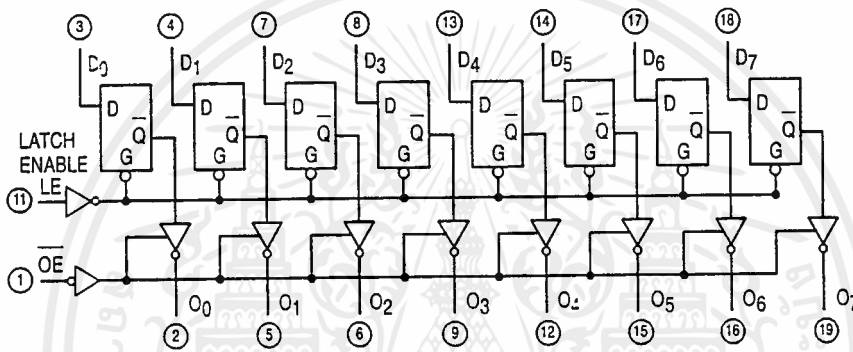 3 4 7 8 13 14 17 18
D0 D1 D2 D3 D4 D5 D6 D7
D D D D D D D D
Q̅ Q̅ Q̅ Q̅ Q̅ Q̅ Q̅ Q̅
G G G G G G G G
LATCH
ENABLE
11 LE
1 O̅E̅
O0 O1 O2 O3 O4 O5 O6 O7
2 5 6 9 12 15 16 19